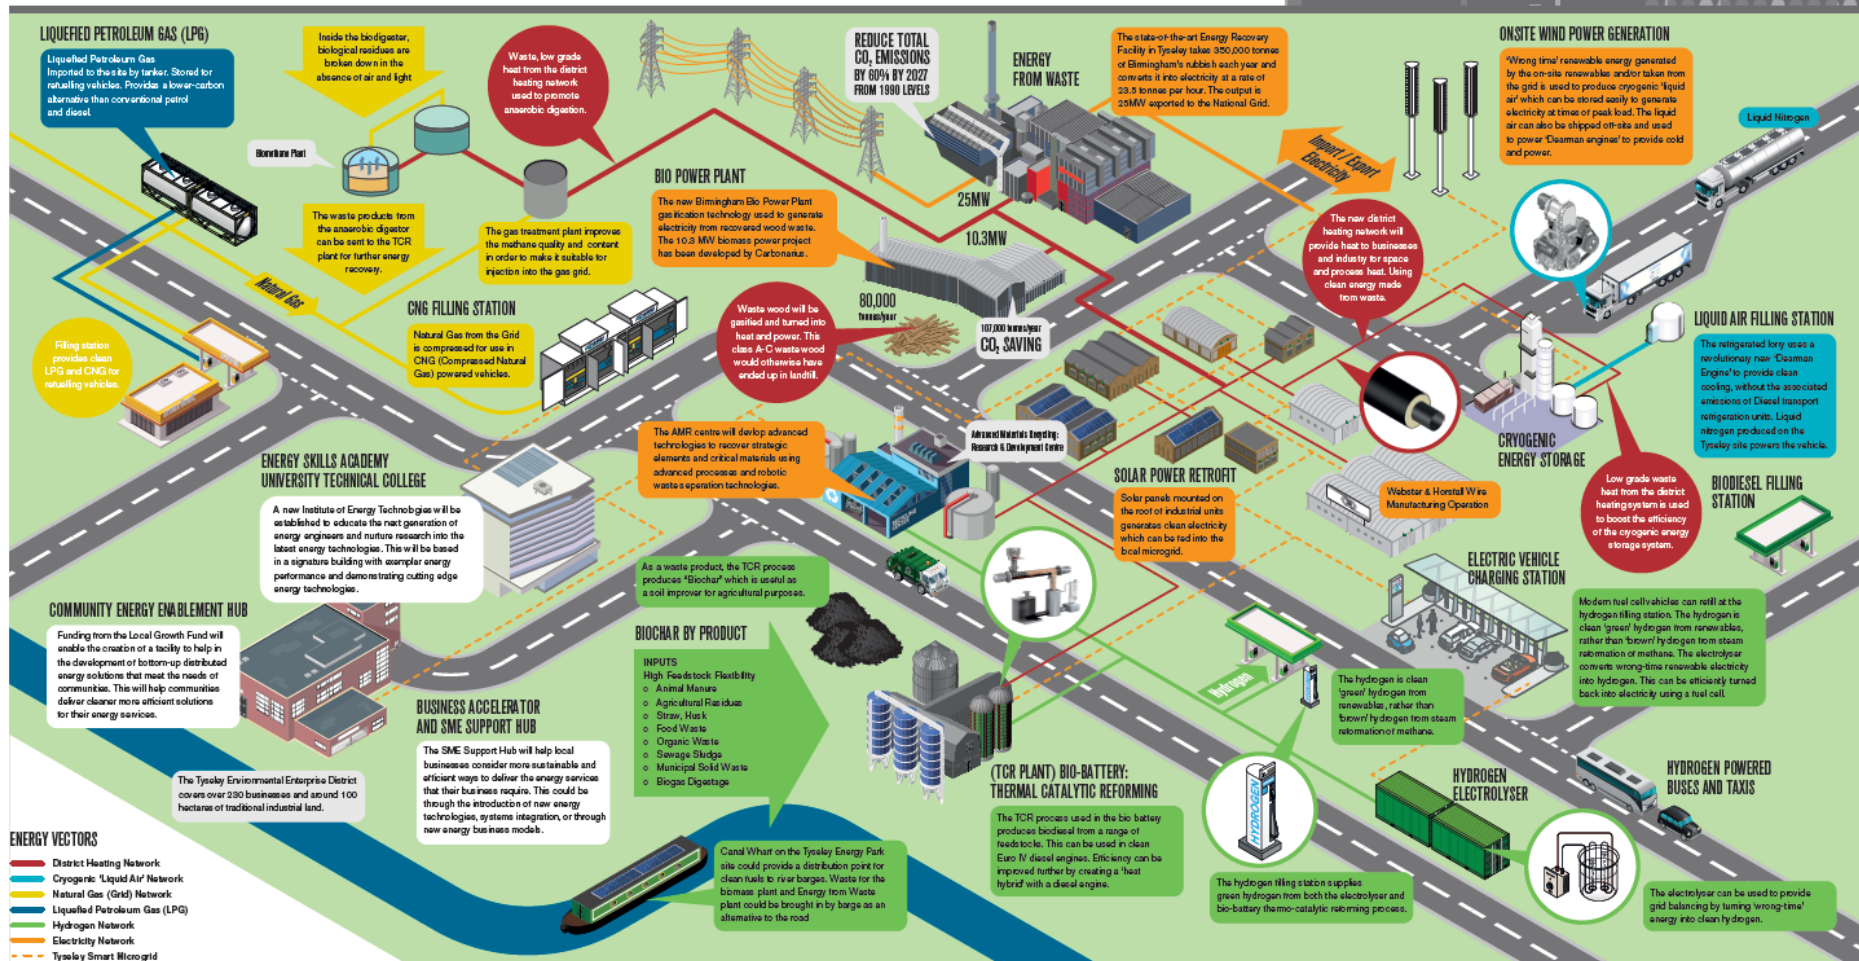 LIQUEFIED PETROLEUM GAS (LPG)
Liquefied Petroleum Gas
Imported to the site by tanker. Stored for
refuelling vehicles. Provides a lower-carbon
alternative than conventional petrol
and diesel.
Inside the biodigester,
biological residues are
broken down in the
absence of air and light
Waste, low grade
heat from the district
heating network
used to promote
anaerobic digestion.
REDUCE TOTAL
CO2 EMISSIONS
BY 60% BY 2027
FROM 1990 LEVELS
ENERGY
FROM WASTE
The state-of-the-art Energy Recovery
Facility in Tyseley takes 350,000 tonnes
of Birmingham's rubbish each year and
converts it into electricity at a rate of
23.5 tonnes per hour. The output is
25MW exported to the National Grid.
ONSITE WIND POWER GENERATION
'Wrong time' renewable energy generated
by the on-site renewables and/or taken from
the grid is used to produce cryogenic 'liquid
air' which can be stored easily to generate
electricity at times of peak load. The liquid
air can also be shipped off-site and used
to power 'Dearman engines' to provide cold
and power.
Liquid Nitrogen
Import / Export
Electricity
Biomethane Plant
The waste products from
the anaerobic digestor
can be sent to the TCR
plant for further energy
recovery.
The gas treatment plant improves
the methane quality and content
in order to make it suitable for
injection into the gas grid.
BIO POWER PLANT
The new Birmingham Bio Power Plant
gasification technology used to generate
electricity from recovered wood waste.
The 10.3 MW biomass power project
has been developed by Carbonarius.
25MW
10.3MW
The new district
heating network will
provide heat to businesses
and industry for space
and process heat. Using
clean energy made
from waste.
Natural Gas
CNG FILLING STATION
Natural Gas from the Grid
is compressed for use in
CNG (Compressed Natural
Gas) powered vehicles.
Waste wood will be
gasified and turned into
heat and power. This
class A-C waste wood
would otherwise have
ended up in landfill.
80,000
tonnes/year
107,000 tonnes/year
CO2 SAVING
Filling station
provides clean
LPG and CNG for
refuelling vehicles.
LIQUID AIR FILLING STATION
The refrigerated lorry uses a
revolutionary new 'Dearman
Engine' to provide clean
cooling, without the associated
emissions of Diesel transport
refrigeration units. Liquid
nitrogen produced on the
Tyseley site powers the vehicle.
CRYOGENIC
ENERGY STORAGE
The AMR centre will devlop advanced
technologies to recover strategic
elements and critical materials using
advanced processes and robotic
waste seperation technologies.
Advanced Materials Recycling:
Research & Development Centre
RECYCLING
CENTER
ENERGY SKILLS ACADEMY
UNIVERSITY TECHNICAL COLLEGE
A new Institute of Energy Technologies will be
established to educate the next generation of
energy engineers and nurture research into the
latest energy technologies. This will be based
in a signature building with exemplar energy
performance and demonstrating cutting edge
energy technologies.
SOLAR POWER RETROFIT
Solar panels mounted on
the roof of industrial units
generates clean electricity
which can be fed into the
local microgrid.
Webster & Horsfall Wire
Manufacturing Operation
Low grade waste
heat from the district
heating system is used
to boost the efficiency
of the cryogenic energy
storage system.
BIODIESEL FILLING
STATION
ELECTRIC VEHICLE
CHARGING STATION
As a waste product, the TCR process
produces "Biochar" which is useful as
a soil improver for agricultural purposes.
COMMUNITY ENERGY ENABLEMENT HUB
Funding from the Local Growth Fund will
enable the creation of a facility to help in
the development of bottom-up distributed
energy solutions that meet the needs of
communities. This will help communities
deliver cleaner more efficient solutions
for their energy services.
BIOCHAR BY PRODUCT
INPUTS
High Feedstock Flexibility
o Animal Manure
o Agricultural Residues
o Straw, Husk
o Food Waste
o Organic Waste
o Sewage Sludge
o Municipal Solid Waste
o Biogas Digestage
Modern fuel cell vehicles can refill at the
hydrogen filling station. The hydrogen is
clean 'green' hydrogen from renewables,
rather than 'brown' hydrogen from steam
reformation of methane. The electrolyser
converts wrong-time renewable electricity
into hydrogen. This can be efficiently turned
back into electricity using a fuel cell.
Hydrogen
The hydrogen is clean
'green' hydrogen from
renewables, rather than
'brown' hydrogen from steam
reformation of methane.
BUSINESS ACCELERATOR
AND SME SUPPORT HUB
The SME Support Hub will help local
businesses consider more sustainable and
efficient ways to deliver the energy services
that their business require. This could be
through the introduction of new energy
technologies, systems integration, or through
new energy business models.
The Tyseley Environmental Enterprise District
covers over 230 businesses and around 100
hectares of traditional industrial land.
(TCR PLANT) BIO-BATTERY:
THERMAL CATALYTIC REFORMING
The TCR process used in the bio battery
produces biodiesel from a range of
feedstocks. This can be used in clean
Euro IV diesel engines. Efficiency can be
improved further by creating a 'heat
hybrid' with a diesel engine.
HYDROGEN
HYDROGEN
ELECTROLYSER
HYDROGEN POWERED
BUSES AND TAXIS
Canal Wharf on the Tyseley Energy Park
site could provide a distribution point for
clean fuels to river barges. Waste for the
biomass plant and Energy from Waste
plant could be brought in by barge as an
alternative to the road
The hydrogen filling station supplies
green hydrogen from both the electrolyser and
bio-battery thermo-catalytic reforming process.
The electrolyser can be used to provide
grid balancing by turning 'wrong-time'
energy into clean hydrogen.
ENERGY VECTORS
District Heating Network
Cryogenic 'Liquid Air' Network
Natural Gas (Grid) Network
Liquefied Petroleum Gas (LPG)
Hydrogen Network
Electricity Network
Tyseley Smart Microgrid